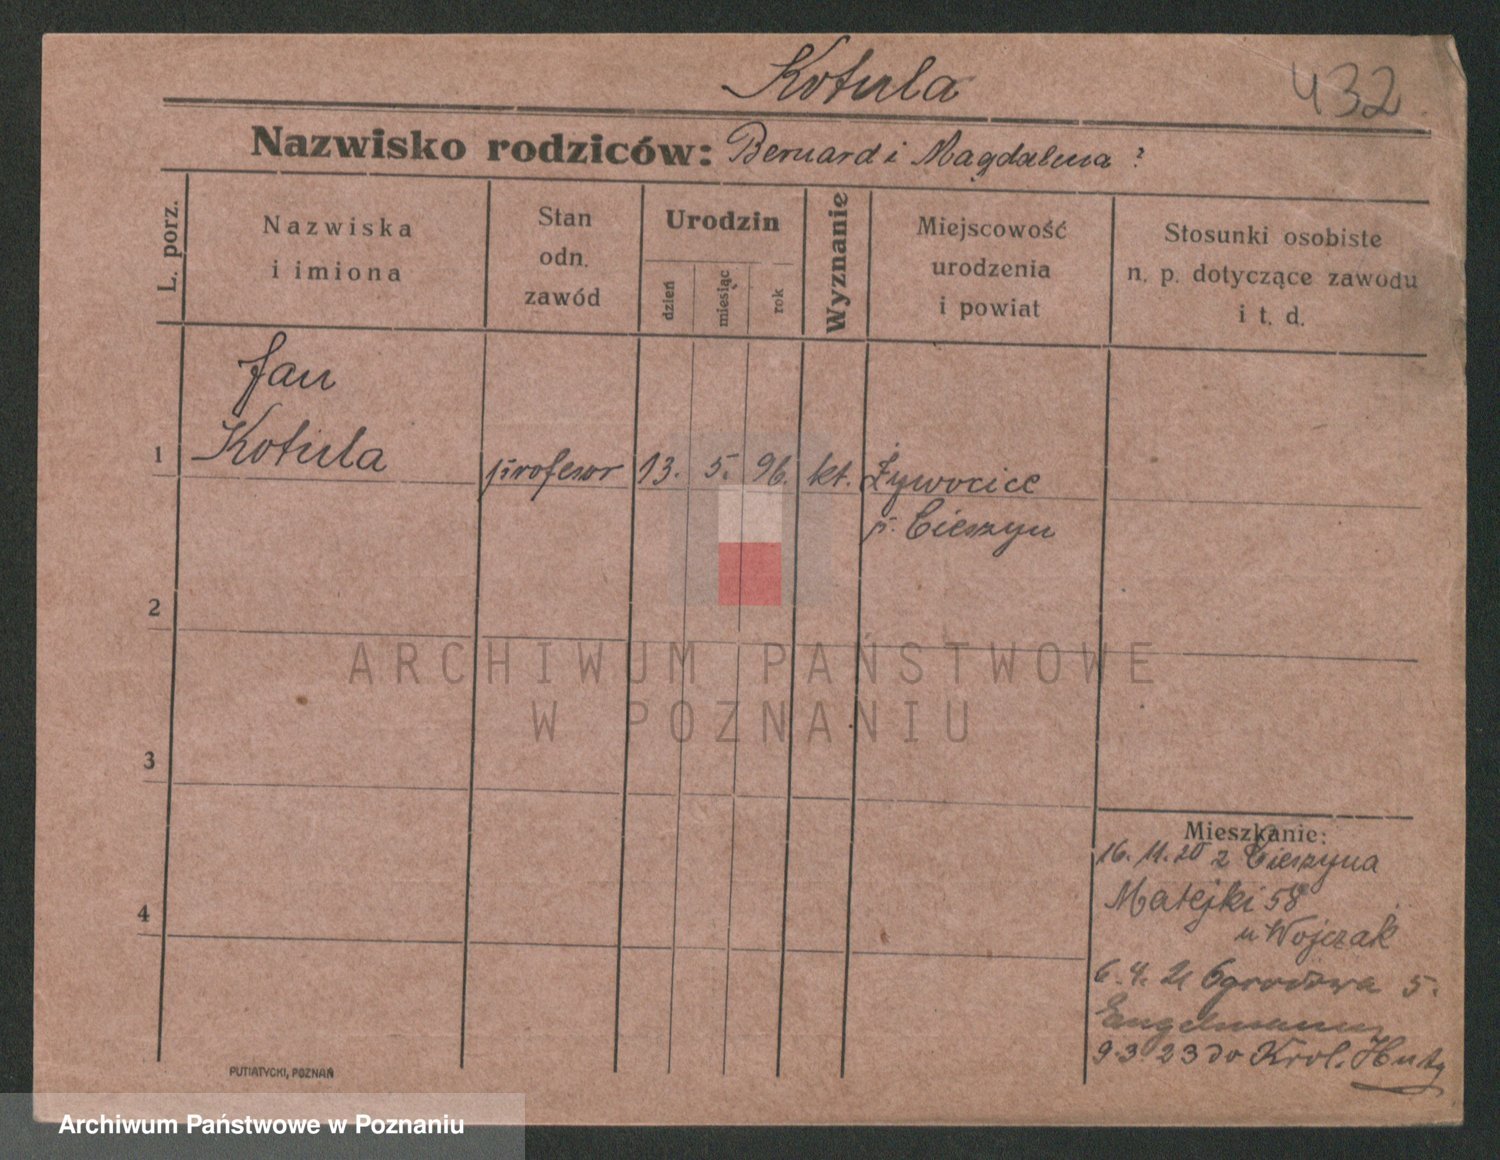 Kotula
432
Nazwisko rodziców: Bernard i Magdalena ?
L. porz.
Nazwiska
i imiona
Stan
odn.
zawód
Urodzin
dzień
miesiąc
rok
Wyznanie
Miejscowość
urodzenia
i powiat
Stosunki osobiste
n. p. dotyczące zawodu
i t. d.
1
Jan
Kotula
profesor
13.
5.
96.
kt.
Żywocice
p. Cieszyn
2
3
4
Mieszkanie:
16. 11. 20 z Cieszyna
Matejki 58
u Wojczak
6. 4. 21 Ogrodowa 5.
Engelmann
9.3.23 do Król. Huty
PUTIATYCKI, POZNAŃ
ARCHIWUM PAŃSTWOWE
W POZNANIU
Archiwum Państwowe w Poznaniu